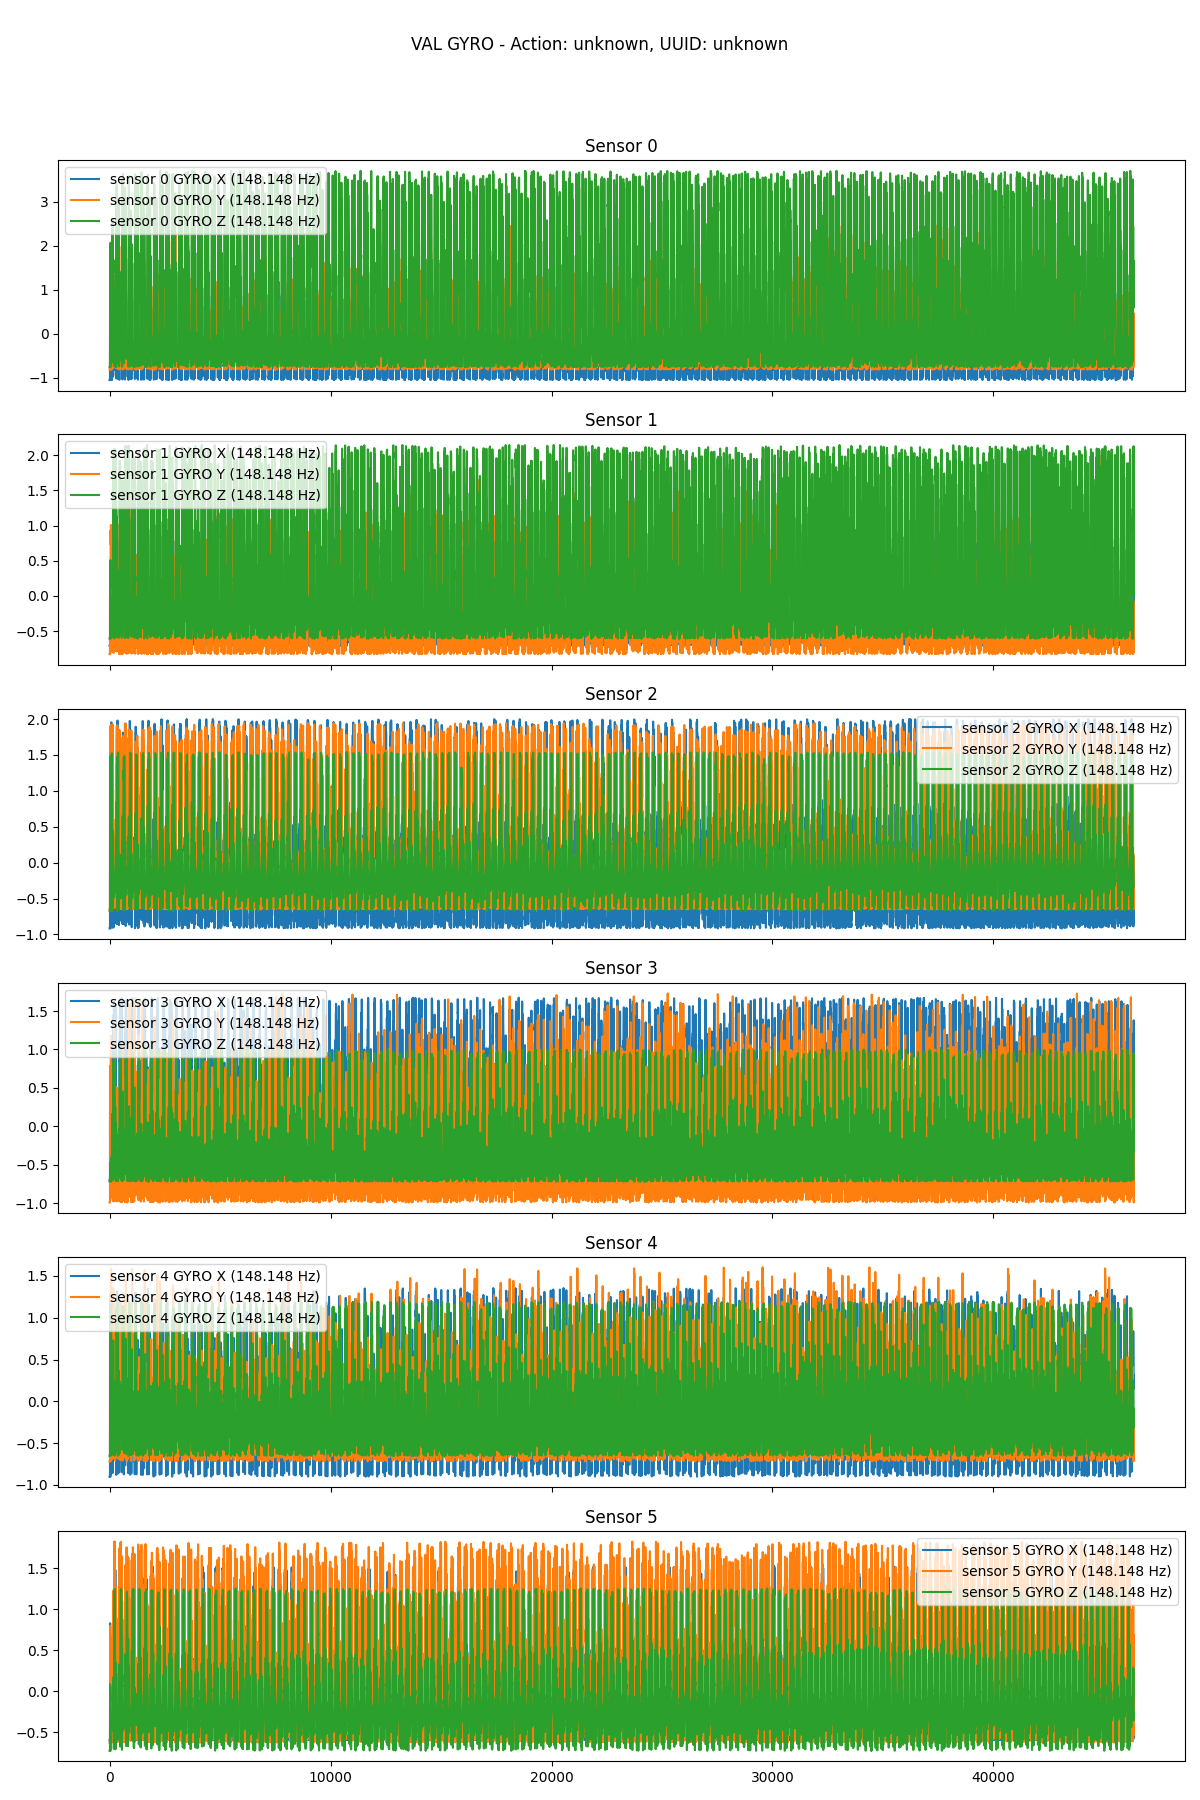 VAL GYRO - Action: unknown, UUID: unknown
Sensor 0
sensor 0 GYRO X (148.148 Hz)
sensor 0 GYRO Y (148.148 Hz)
sensor 0 GYRO Z (148.148 Hz)
3
2
1
0
−1
Sensor 1
sensor 1 GYRO X (148.148 Hz)
sensor 1 GYRO Y (148.148 Hz)
sensor 1 GYRO Z (148.148 Hz)
2.0
1.5
1.0
0.5
0.0
−0.5
Sensor 2
sensor 2 GYRO X (148.148 Hz)
sensor 2 GYRO Y (148.148 Hz)
sensor 2 GYRO Z (148.148 Hz)
2.0
1.5
1.0
0.5
0.0
−0.5
−1.0
Sensor 3
sensor 3 GYRO X (148.148 Hz)
sensor 3 GYRO Y (148.148 Hz)
sensor 3 GYRO Z (148.148 Hz)
1.5
1.0
0.5
0.0
−0.5
−1.0
Sensor 4
sensor 4 GYRO X (148.148 Hz)
sensor 4 GYRO Y (148.148 Hz)
sensor 4 GYRO Z (148.148 Hz)
1.5
1.0
0.5
0.0
−0.5
−1.0
Sensor 5
sensor 5 GYRO X (148.148 Hz)
sensor 5 GYRO Y (148.148 Hz)
sensor 5 GYRO Z (148.148 Hz)
1.5
1.0
0.5
0.0
−0.5
0 10000 20000 30000 40000